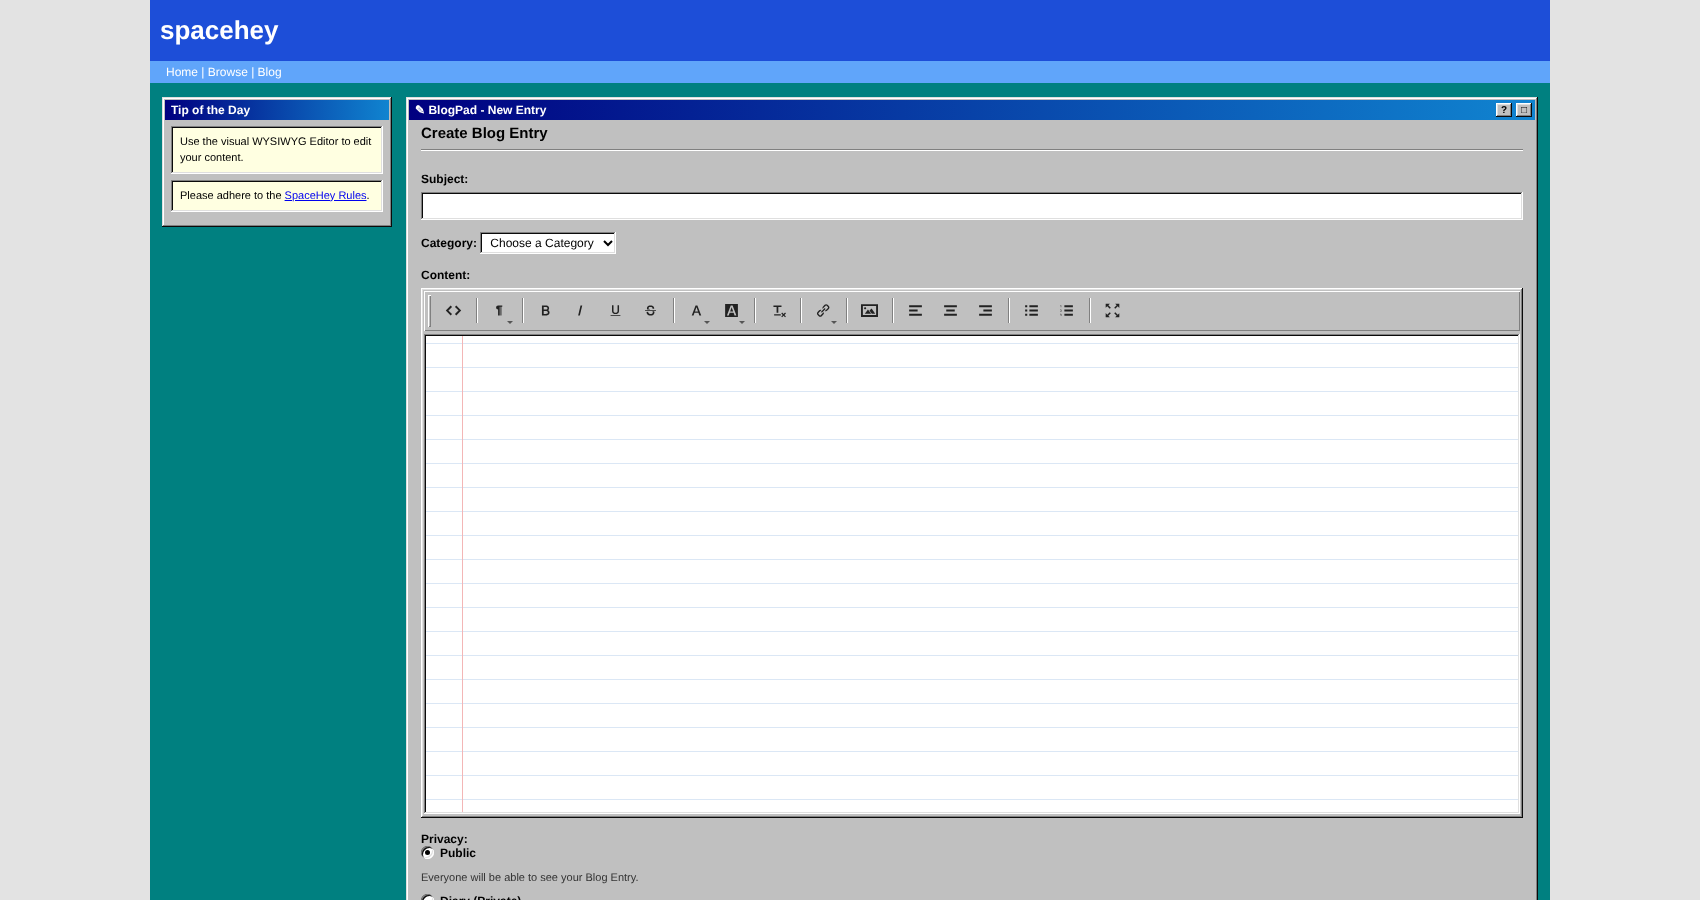 spacehey
Home | Browse | Blog
Tip of the Day
Use the visual WYSIWYG Editor to edit
your content.
Please adhere to the SpaceHey Rules.
✎ BlogPad - New Entry
?
Create Blog Entry
Subject:
Category: Choose a Category
Content:
Privacy:
Public
Everyone will be able to see your Blog Entry.
Diary (Private)